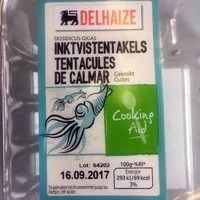 DELHAIZE
DOSIDICUS GIGAS
INKTVISTENTAKELS
TENTACULES
DE CALMAR
Gekookt
Cuites
Cooking
Aid
Lot: 64202
16.09.2017
100g-%RI*
Energie
293 kJ/69 kcal
3%